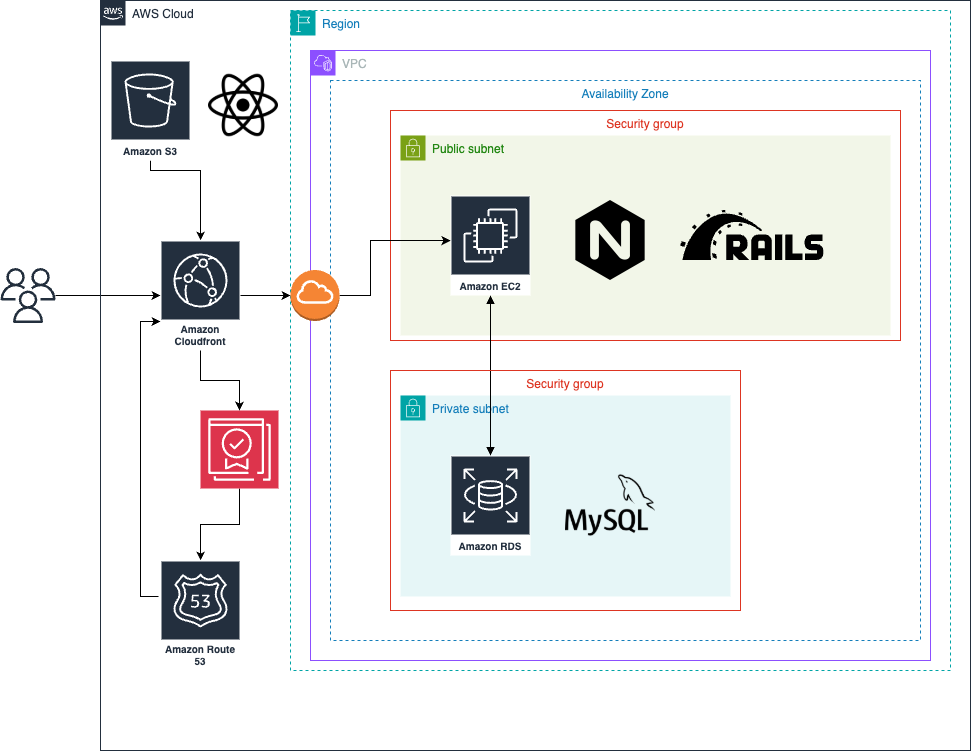 aws
AWS Cloud
Region
VPC
Availability Zone
Security group
Public subnet
Amazon S3
N
RAILS
Amazon EC2
Amazon
Cloudfront
Security group
Private subnet
MySQL
Amazon RDS
53
Amazon Route
53